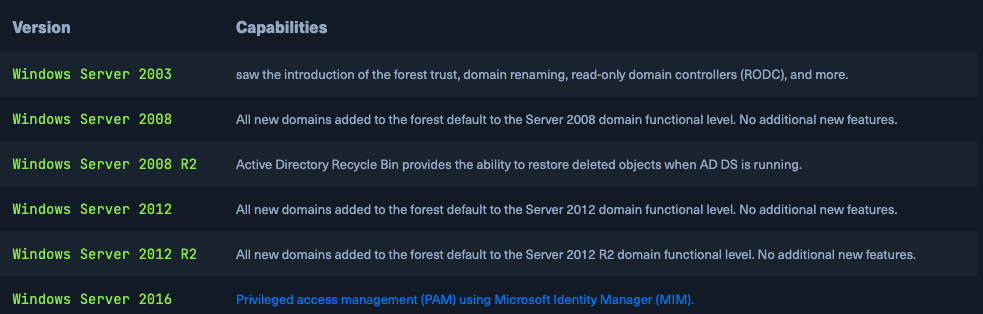 Version Capabilities
Windows Server 2003 saw the introduction of the forest trust, domain renaming, read-only domain controllers (RODC), and more.
Windows Server 2008 All new domains added to the forest default to the Server 2008 domain functional level. No additional new features.
Windows Server 2008 R2 Active Directory Recycle Bin provides the ability to restore deleted objects when AD DS is running.
Windows Server 2012 All new domains added to the forest default to the Server 2012 domain functional level. No additional new features.
Windows Server 2012 R2 All new domains added to the forest default to the Server 2012 R2 domain functional level. No additional new features.
Windows Server 2016 Privileged access management (PAM) using Microsoft Identity Manager (MIM).